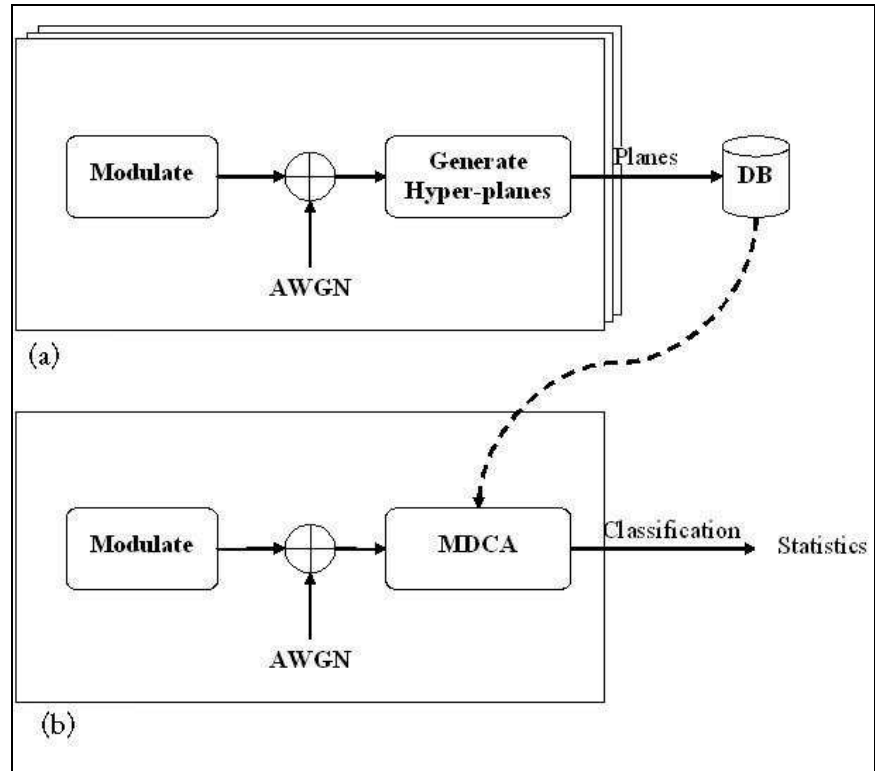 Modulate
Generate
Hyper-planes
Planes
DB
AWGN
(a)
Modulate
MDCA
Classification
Statistics
AWGN
(b)